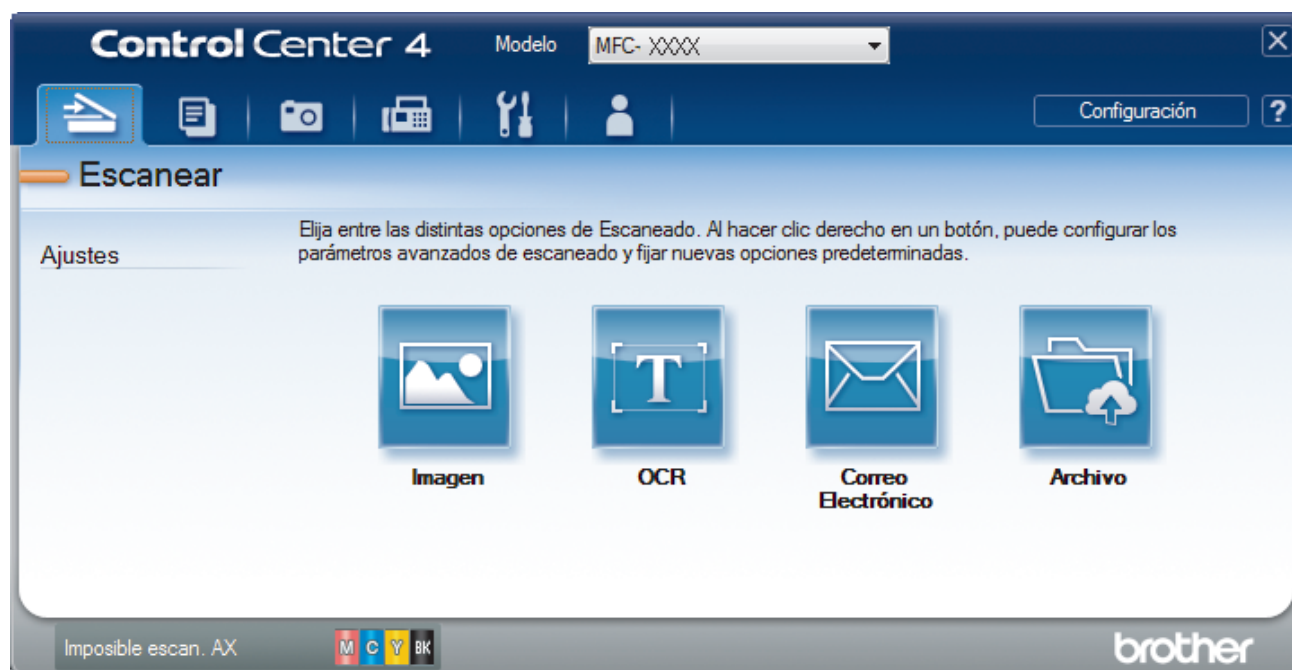 Control Center 4 Modelo MFC- XXXX
Configuración ?
Escanear
Ajustes
Elija entre las distintas opciones de Escaneado. Al hacer clic derecho en un botón, puede configurar los
parámetros avanzados de escaneado y fijar nuevas opciones predeterminadas.
T
Imagen OCR Correo Electrónico Archivo
Imposible escan. AX M C Y BK brother